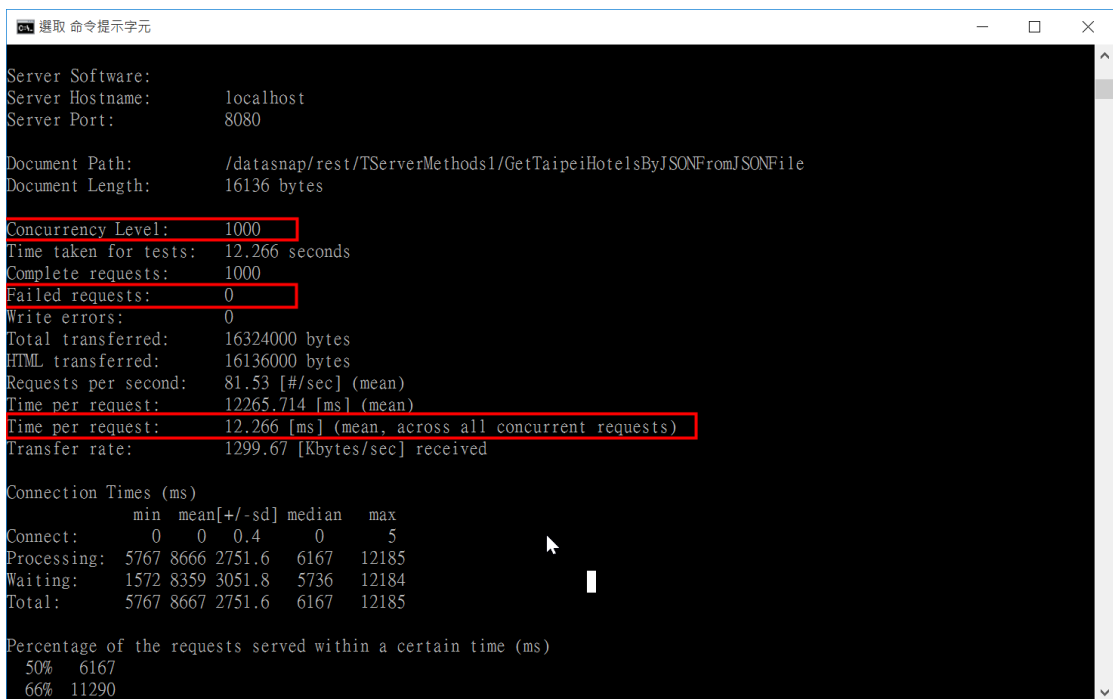 選取 命令提示字元
Server Software:
Server Hostname: localhost
Server Port: 8080
Document Path: /datasnap/rest/TServerMethods1/GetTaipeiHotelsByJSONFromJSONFile
Document Length: 16136 bytes
Concurrency Level: 1000
Time taken for tests: 12.266 seconds
Complete requests: 1000
Failed requests: 0
Write errors: 0
Total transferred: 16324000 bytes
HTML transferred: 16136000 bytes
Requests per second: 81.53 [#/sec] (mean)
Time per request: 12265.714 [ms] (mean)
Time per request: 12.266 [ms] (mean, across all concurrent requests)
Transfer rate: 1299.67 [Kbytes/sec] received
Connection Times (ms)
min mean[+/-sd] median max
Connect: 0 0 0.4 0 5
Processing: 5767 8666 2751.6 6167 12185
Waiting: 1572 8359 3051.8 5736 12184
Total: 5767 8667 2751.6 6167 12185
Percentage of the requests served within a certain time (ms)
50% 6167
66% 11290